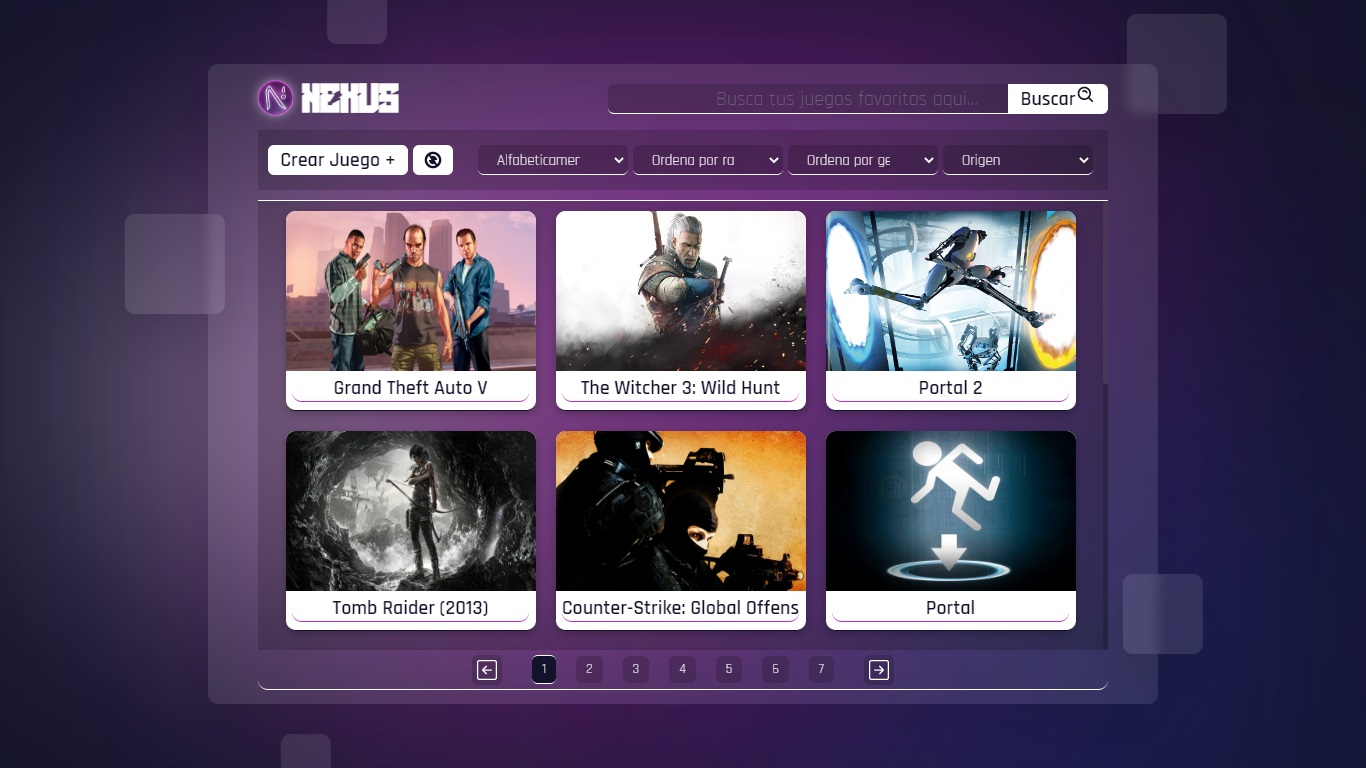 NEXUS
Busca tus juegos favoritos aqui...
Buscar
Crear Juego +
Alfabeticamer
Ordena por ra
Ordena por ge
Origen
Grand Theft Auto V
The Witcher 3: Wild Hunt
Portal 2
Tomb Raider (2013)
Counter-Strike: Global Offens
Portal
1 2 3 4 5 6 7